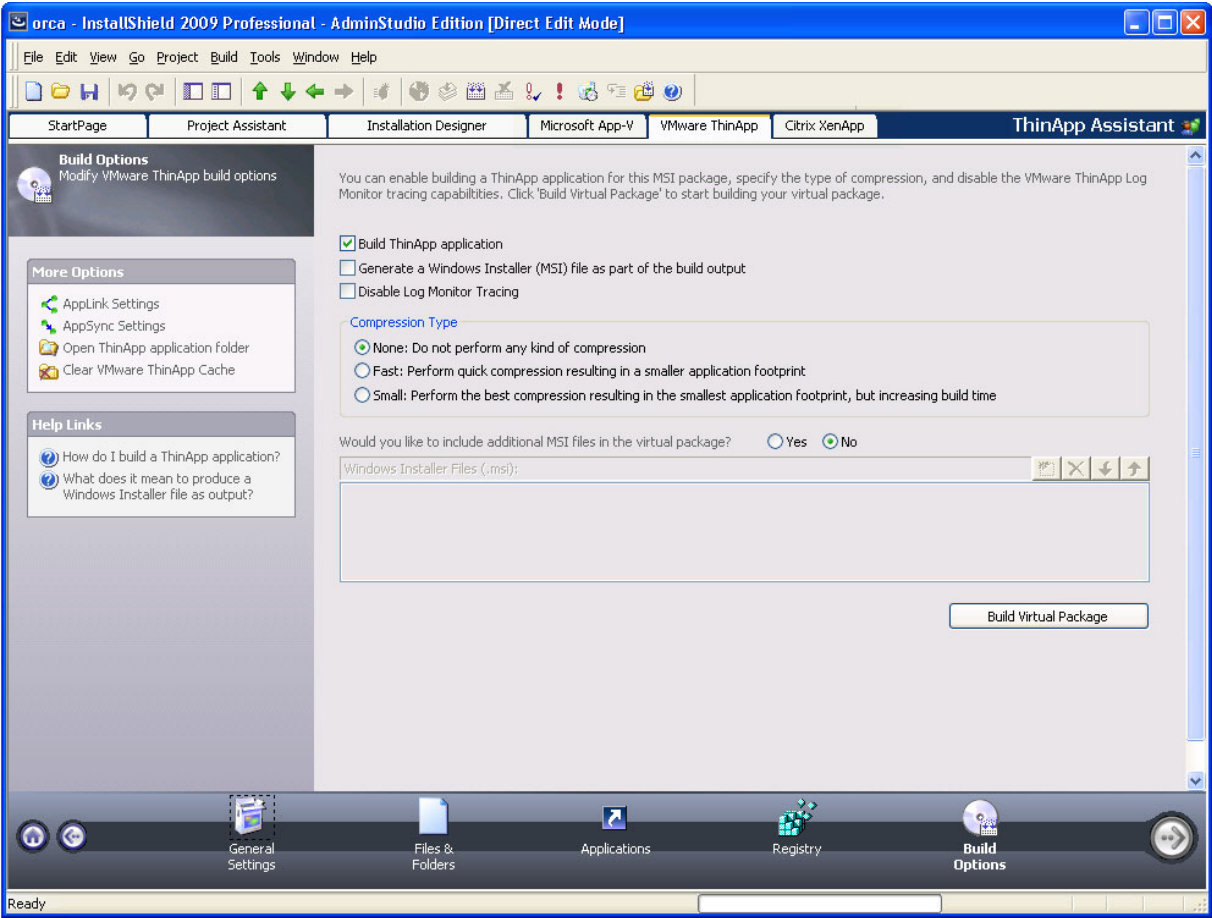 orca - InstallShield 2009 Professional - AdminStudio Edition [Direct Edit Mode]
File Edit View Go Project Build Tools Window Help
StartPage Project Assistant Installation Designer Microsoft App-V VMware ThinApp Citrix XenApp ThinApp Assistant
Build Options
Modify VMware ThinApp build options
More Options
AppLink Settings
AppSync Settings
Open ThinApp application folder
Clear VMware ThinApp Cache
Help Links
How do I build a ThinApp application?
What does it mean to produce a
Windows Installer file as output?
You can enable building a ThinApp application for this MSI package, specify the type of compression, and disable the VMware ThinApp Log
Monitor tracing capabiltities. Click 'Build Virtual Package' to start building your virtual package.
Build ThinApp application
Generate a Windows Installer (MSI) file as part of the build output
Disable Log Monitor Tracing
Compression Type
None: Do not perform any kind of compression
Fast: Perform quick compression resulting in a smaller application footprint
Small: Perform the best compression resulting in the smallest application footprint, but increasing build time
Would you like to include additional MSI files in the virtual package? Yes No
Windows Installer Files (.msi):
Build Virtual Package
General
Settings
Files &
Folders
Applications
Registry
Build
Options
Ready